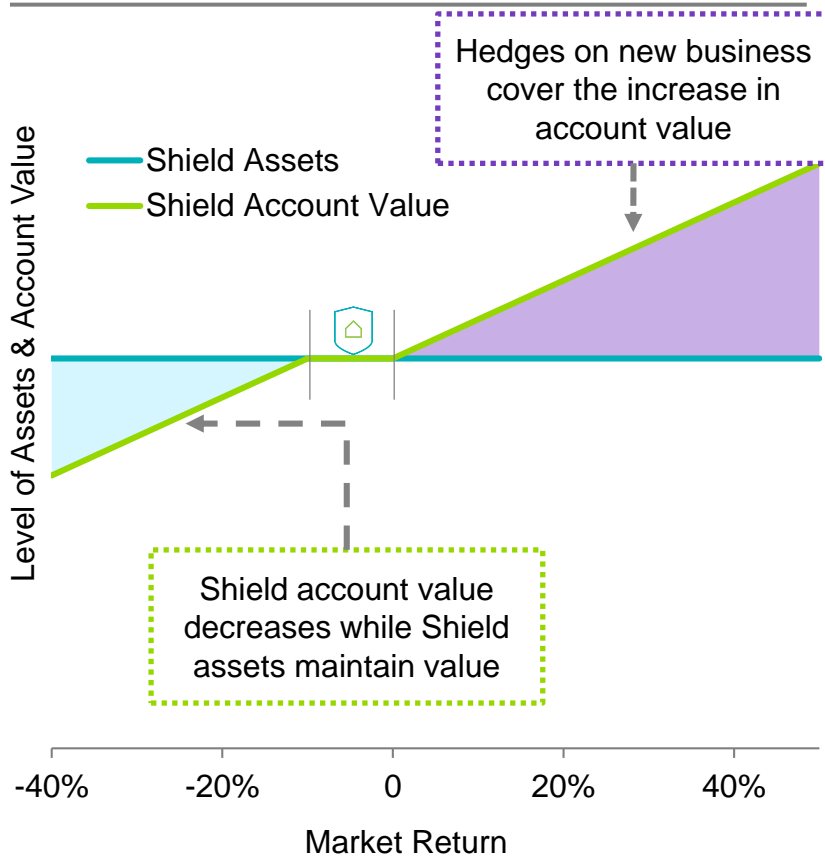 Hedges on new business
cover the increase in
account value
Shield Assets
Shield Account Value
Level of Assets & Account Value
Shield account value
decreases while Shield
assets maintain value
-40%
-20%
0
20%
40%
Market Return